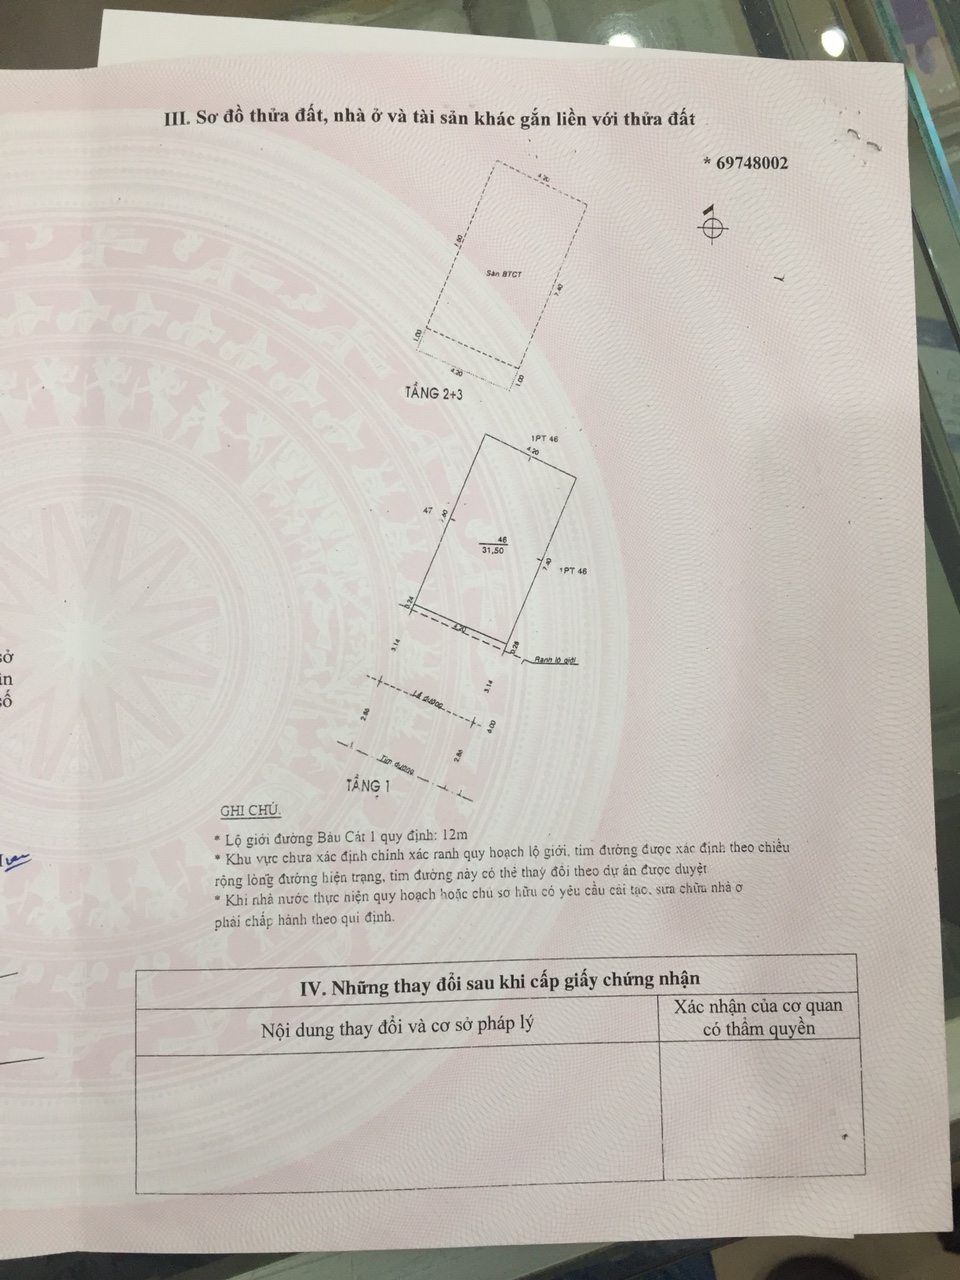 III. Sơ đồ thửa đất, nhà ở và tài sản khác gắn liền với thửa đất
* 69748002
4.20
7.80
Sàn BTCT
7.40
1.00
4.20
1.00
TẦNG 2+3
1PT 46
4.20
47
7.60
46
31,50
7.40
1PT 46
0.24
4.20
0.26
Ranh lộ giới
3.14
3.14
Lề đường
2.86
6.00
2.86
Tim đường
TẦNG 1
sở
in
số
GHI CHÚ:
* Lộ giới đường Bàu Cát 1 quy định: 12m
* Khu vực chưa xác định chính xác ranh quy hoạch lộ giới, tim đường được xác định theo chiều
rộng lòng đường hiện trạng, tim đường này có thể thay đổi theo dự án được duyệt
* Khi nhà nước thực hiện quy hoạch hoặc chủ sơ hữu có yêu cầu cải tạo, sửa chữa nhà ở
phải chấp hành theo qui định.
IV. Những thay đổi sau khi cấp giấy chứng nhận
Nội dung thay đổi và cơ sở pháp lý
Xác nhận của cơ quan
có thẩm quyền